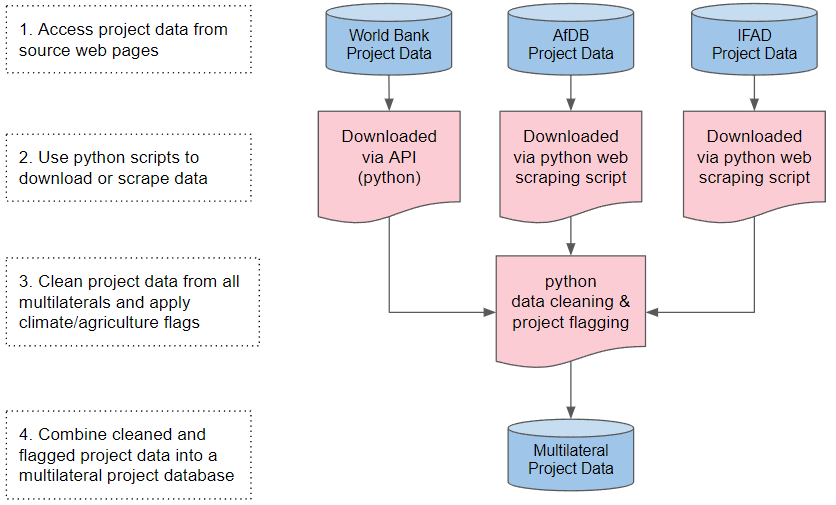 1. Access project data from
source web pages
World Bank
Project Data
AfDB
Project Data
IFAD
Project Data
2. Use python scripts to
download or scrape data
Downloaded
via API
(python)
Downloaded
via python web
scraping script
Downloaded
via python web
scraping script
3. Clean project data from all
multilaterals and apply
climate/agriculture flags
python
data cleaning &
project flagging
4. Combine cleaned and
flagged project data into a
multilateral project database
Multilateral
Project Data